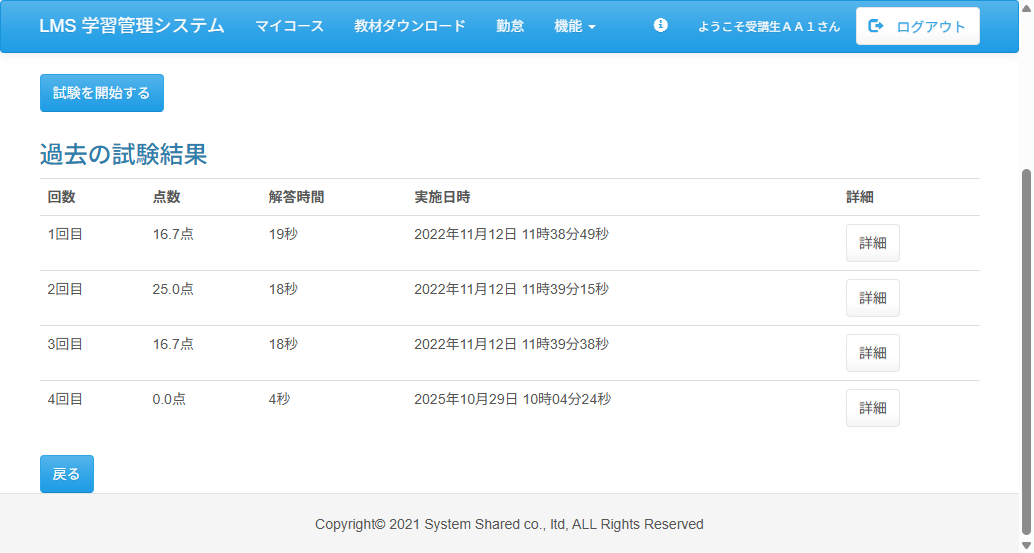 LMS 学習管理システム マイコース 教材ダウンロード 勤怠 機能 ようこそ受講生ＡＡ１さん ログアウト
試験を開始する
過去の試験結果
回数 点数 解答時間 実施日時 詳細
1回目 16.7点 19秒 2022年11月12日 11時38分49秒 詳細
2回目 25.0点 18秒 2022年11月12日 11時39分15秒 詳細
3回目 16.7点 18秒 2022年11月12日 11時39分38秒 詳細
4回目 0.0点 4秒 2025年10月29日 10時04分24秒 詳細
戻る
Copyright© 2021 System Shared co., ltd, ALL Rights Reserved